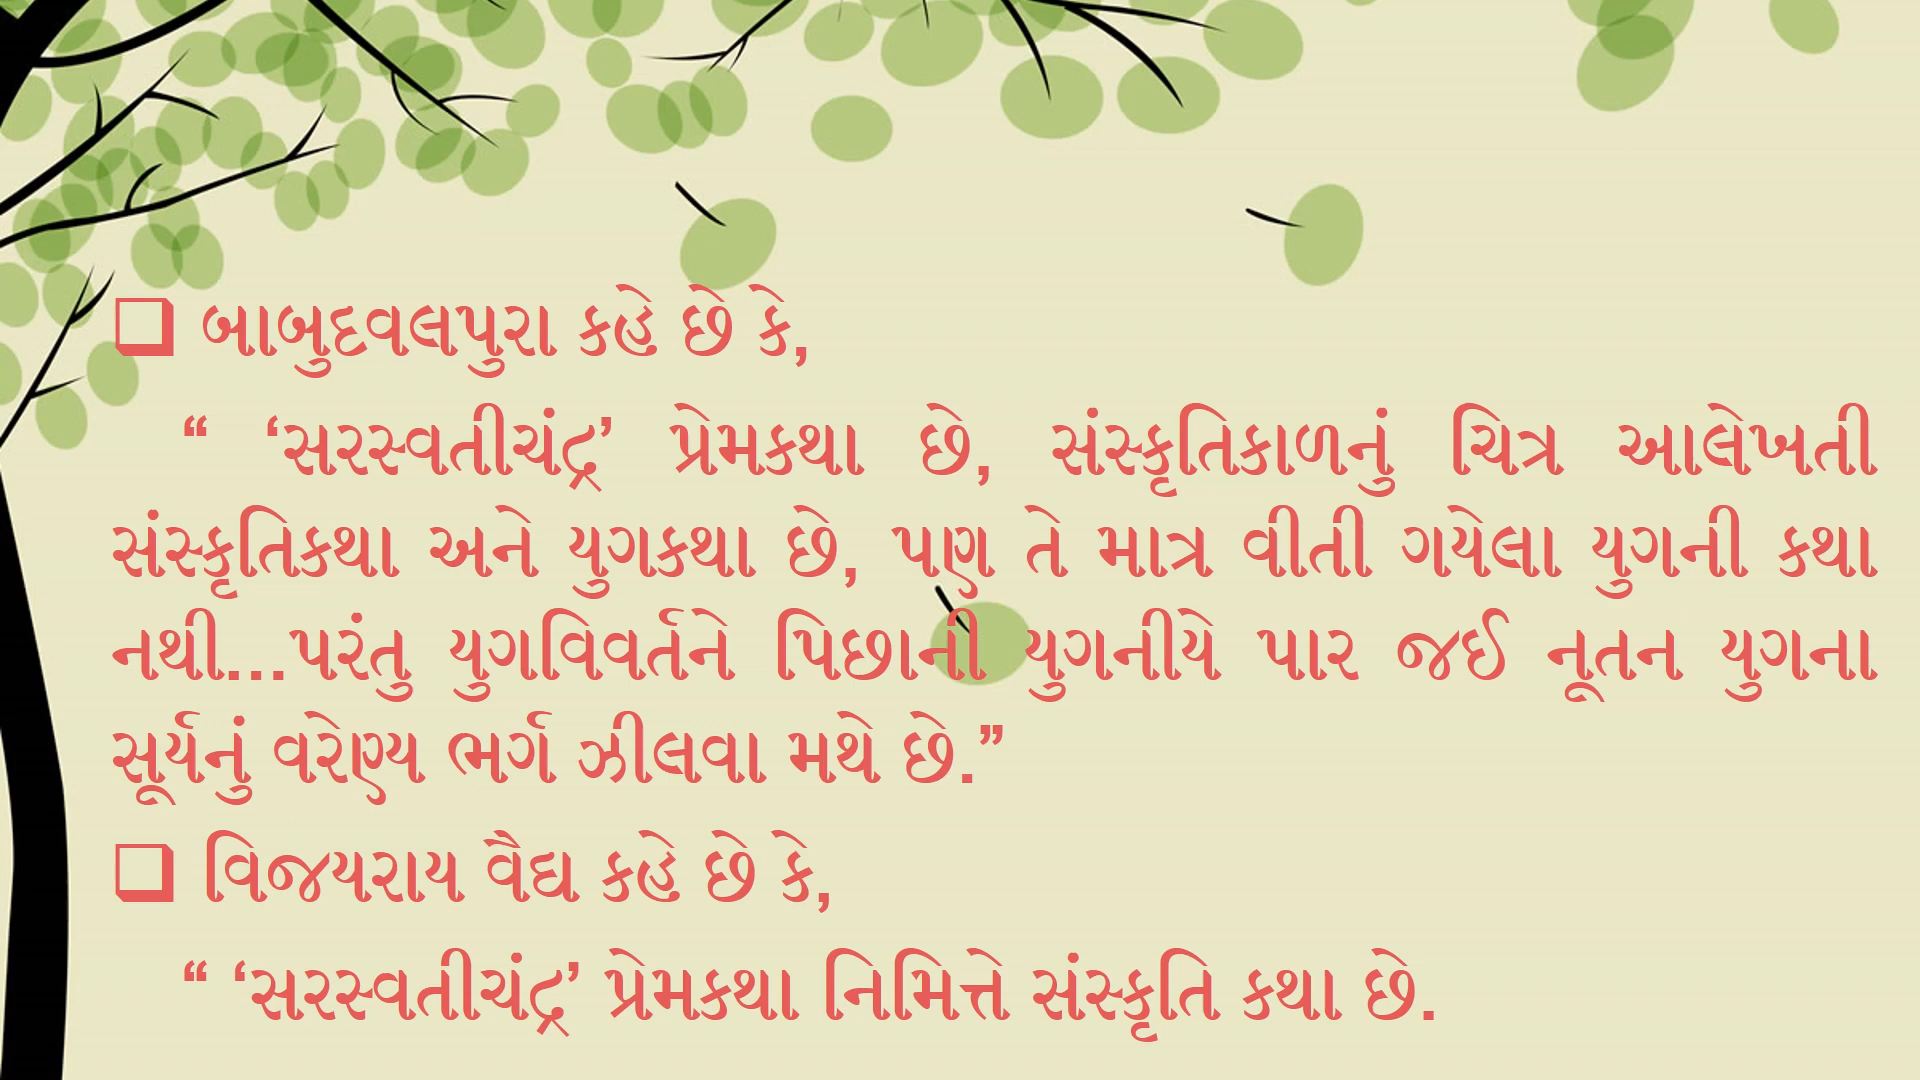 ❑ બાબુદવલપુરા કહે છે કે,
“ ‘સરસ્વતીચંદ્ર’ પ્રેમકથા છે, સંસ્કૃતિકાળનું ચિત્ર આલેખતી
સંસ્કૃતિકથા અને યુગકથા છે, પણ તે માત્ર વીતી ગયેલા યુગની કથા
નથી...પરંતુ યુગવિવર્તને પિછાની યુગનીયે પાર જઈ નૂતન યુગના
સૂર્યનું વરેણ્ય ભર્ગ ઝીલવા મથે છે.”
❑ વિજયરાય વૈદ્ય કહે છે કે,
“ ‘સરસ્વતીચંદ્ર’ પ્રેમકથા નિમિત્તે સંસ્કૃતિ કથા છે.